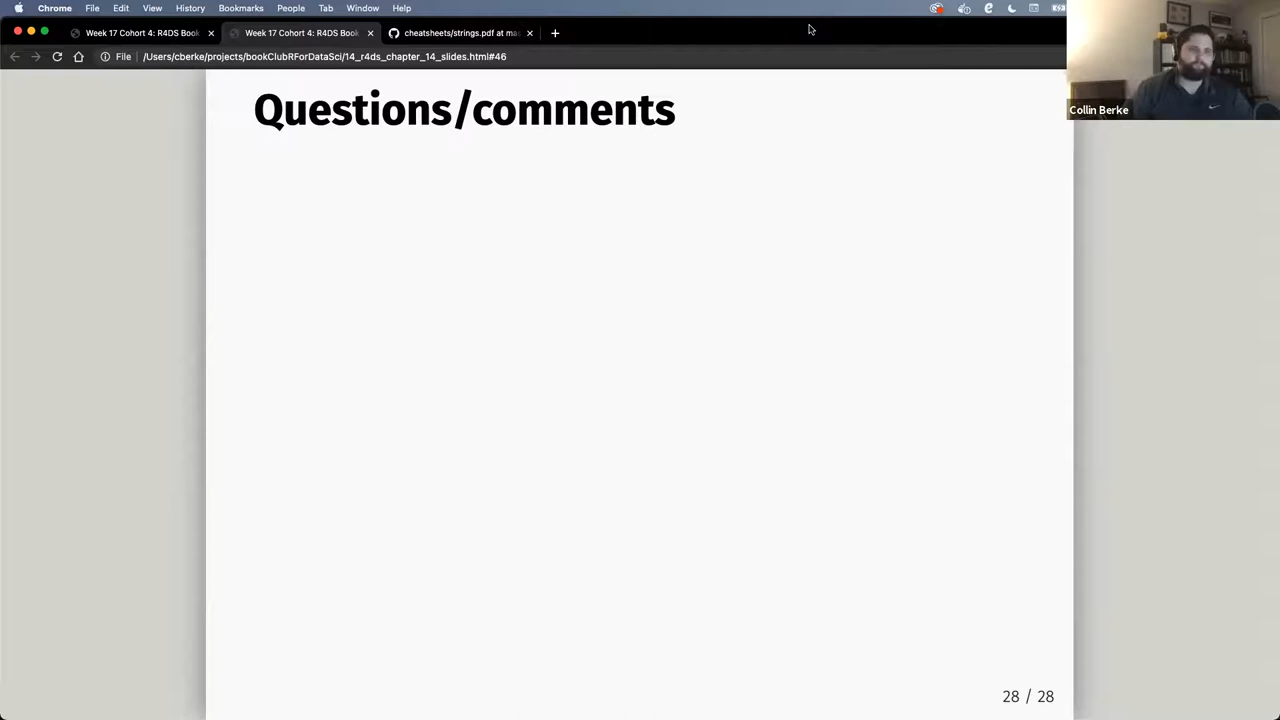 Chrome File Edit View History Bookmarks People Tab Window Help
Week 17 Cohort 4: R4DS Book
Week 17 Cohort 4: R4DS Book
cheatsheets/strings.pdf at ma
File /Users/cberke/projects/bookClubRForDataSci/14_r4ds_chapter_14_slides.html#46
Collin Berke
Questions/comments
28 / 28